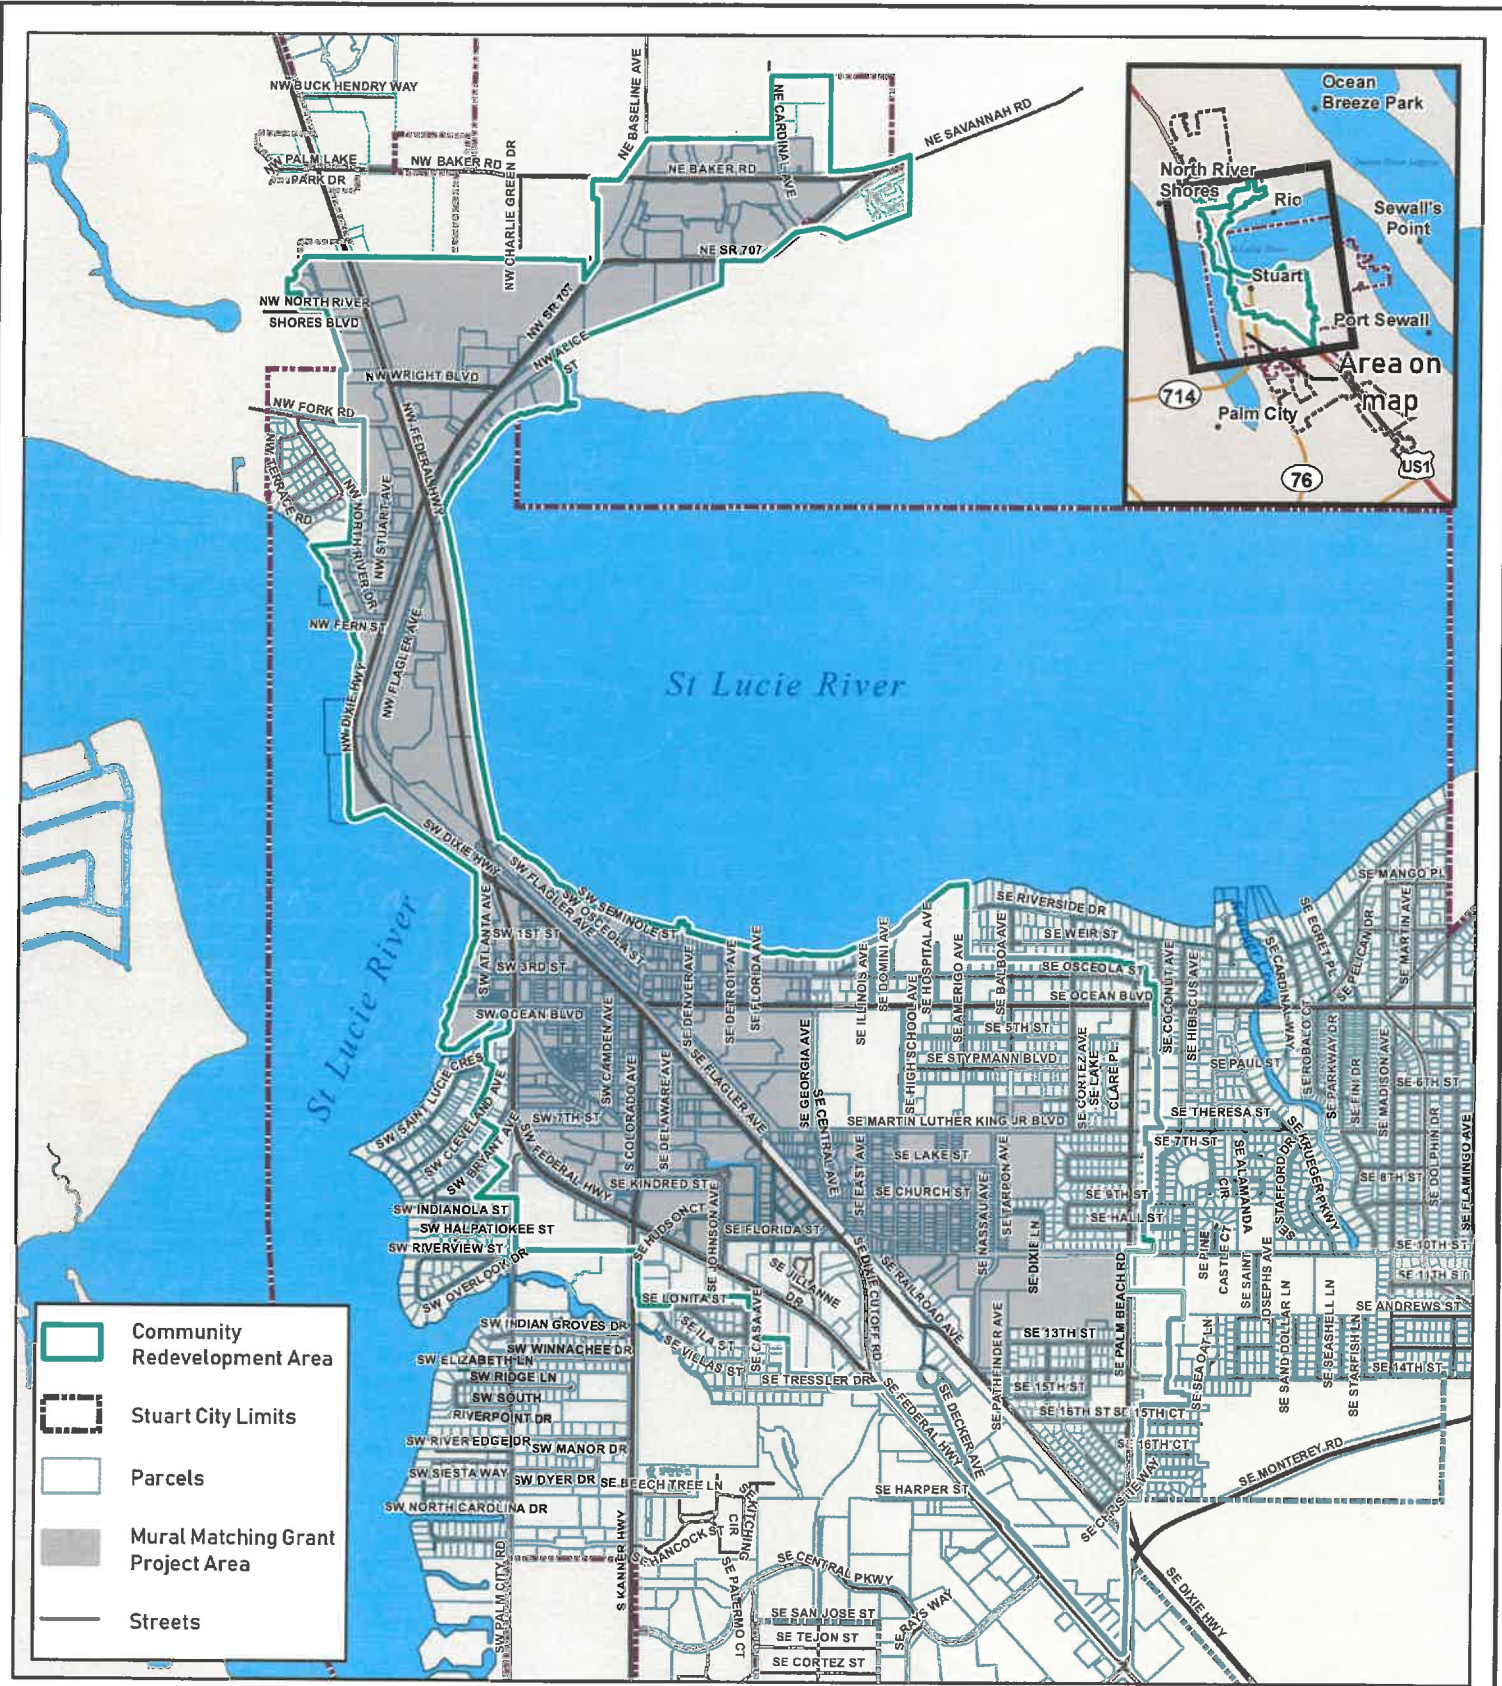 NW BUCK HENDRY WAY
NE BASELINE AVE
NE CARDINAL AVE
NE SAVANNAH RD
NW PALM LAKE
PARK DR
NW BAKER RD
NW CHARLIE GREEN DR
NE BAKER RD
NE SR 707
NW NORTH RIVER
SHORES BLVD
NW SR 707
NW ALICE
ST
NW WRIGHT BLVD
NW FORK RD
NW FEDERAL HWY
NW TERRACE RD
NW NORTH RIVER DR
NW STUART AVE
NW FERN ST
NW FLAGLER AVE
NW DIXIE HWY
Ocean
Breeze Park
North River
Shores
Rio
Sewall's
Point
Stuart
Port Sewall
Area on
map
714
Palm City
76
US1
St Lucie River
St Lucie River
SW DIXIE HWY
SW FLAGLER AVE
SW OSCEOLA ST
SW SEMINOLE ST
SW ATLANTA AVE
SW 1ST ST
SW 3RD ST
SW OCEAN BLVD
SW CAMDEN AVE
S COLORADO AVE
SE DELAWARE AVE
SE DENVER AVE
SE DETROIT AVE
SE FLORIDA AVE
SE FLAGLER AVE
SE GEORGIA AVE
SE CENTRAL AVE
SE ILLINOIS AVE
SE DOMINI AVE
SE HIGH SCHOOL AVE
SE HOSPITAL AVE
SE AMERIGO AVE
SE BALBOA AVE
SE RIVERSIDE DR
SE WEIR ST
SE OSCEOLA ST
SE OCEAN BLVD
SE 5TH ST
SE STYPMANN BLVD
SE CORTEZ AVE
SE LAKE
CLARE PL
SE MARTIN LUTHER KING JR BLVD
SE COCONUT AVE
SE HIBISCUS AVE
SE CARDINAL WAY
SE EGRET PL
SE PELICAN DR
SE MANGO PL
SE MARTIN AVE
SE PAUL ST
SE ROBALO CT
SE PARKWAY DR
SE FINI DR
SE MADISON AVE
SE 6TH ST
SE THERESA ST
SE 7TH ST
SE ALAMANDA
CIR
SE STAFFORD DR
SE KRUEGER PKWY
SE 8TH ST
SE DOLPHIN DR
SE FLAMINGO AVE
SE 10TH ST
SE 11TH ST
SE ANDREWS ST
SE 14TH ST
SW SAINT LUCIE CRES
SW CLEVELAND AVE
SW BRYANT AVE
SW 7TH ST
SW FEDERAL HWY
SW INDIANOLA ST
SW HALPATIOKEE ST
SW RIVERVIEW ST
SW OVERLOOK DR
SE KINDRED ST
SE HUDSON CT
SE JOHNSON AVE
SE FLORIDA ST
SE EAST AVE
SE LAKE ST
SE CHURCH ST
SE NASSAU AVE
SE TARPON AVE
SE DIXIE LN
SE 9TH ST
SE HALL ST
SE PALM BEACH RD
SE PINE
CASTLE CT
SE SAINT
JOSEPHS AVE
SE SAND DOLLAR LN
SE SEASHELL LN
SE STARFISH LN
SE SEA OAT LN
SE LONITA ST
SE VILLANNE
DR
SE ILA ST
SE VILLAS ST
SE CASA AVE
SE TRESSLER DR
SE DIXIE CUTOFF RD
SE RAILROAD AVE
SE PATHFINDER AVE
SE 13TH ST
SE 15TH ST
SE 16TH ST
SE 15TH CT
SE 16TH CT
SE CHRISTIE WAY
SE MONTEREY RD
SE DIXIE HWY
SW INDIAN GROVES DR
SW WINNACHEE DR
SW ELIZABETH LN
SW RIDGE LN
SW SOUTH
RIVERPOINT DR
SW RIVER EDGE DR
SW MANOR DR
SW SIESTA WAY
SW DYER DR
SW NORTH CAROLINA DR
SW PALM CITY RD
S KANNER HWY
SE BEECH TREE LN
SE HANCOCK ST
SE KITCHING
CIR
SE PALERMO CT
SE FEDERAL HWY
SE DECKER AVE
SE HARPER ST
SE CENTRAL PKWY
SE SAN JOSE ST
SE TEJON ST
SE CORTEZ ST
SE RAYS WAY
Community
Redevelopment Area
Stuart City Limits
Parcels
Mural Matching Grant
Project Area
Streets